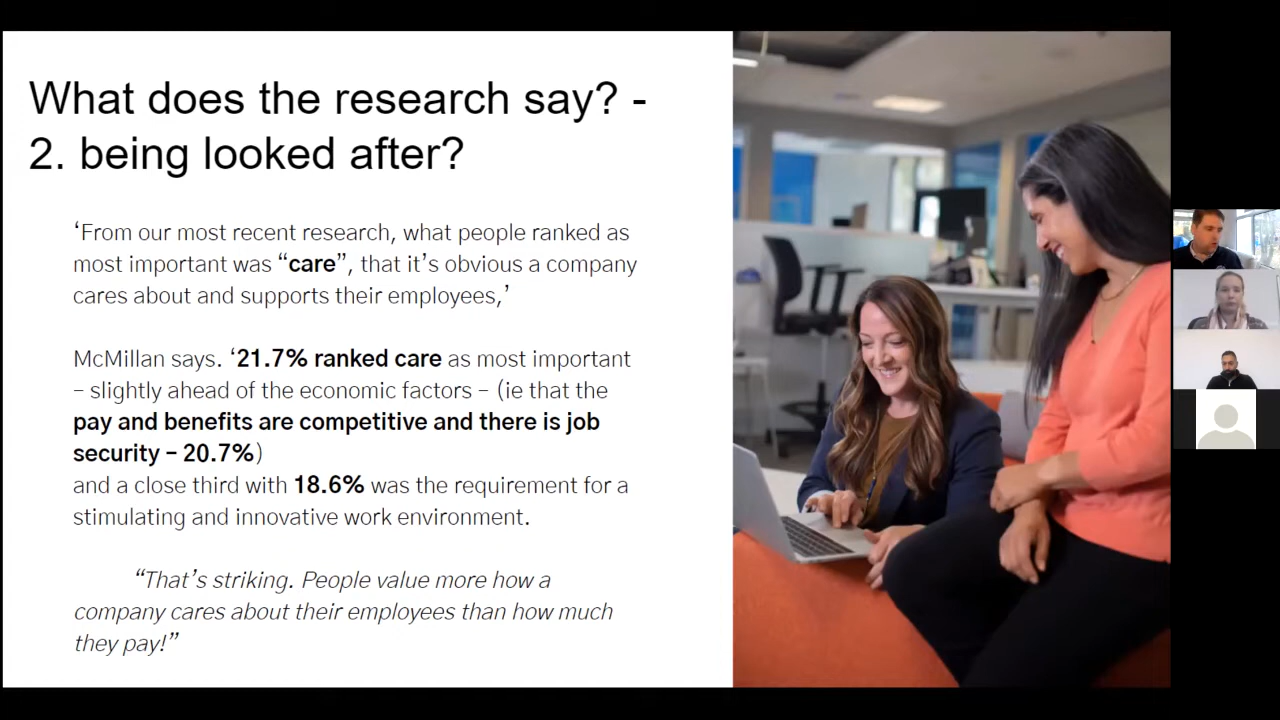 What does the research say? -
2. being looked after?
‘From our most recent research, what people ranked as
most important was “care”, that it’s obvious a company
cares about and supports their employees,’
McMillan says. ‘21.7% ranked care as most important
– slightly ahead of the economic factors – (ie that the
pay and benefits are competitive and there is job
security – 20.7%)
and a close third with 18.6% was the requirement for a
stimulating and innovative work environment.
“That’s striking. People value more how a
company cares about their employees than how much
they pay!”